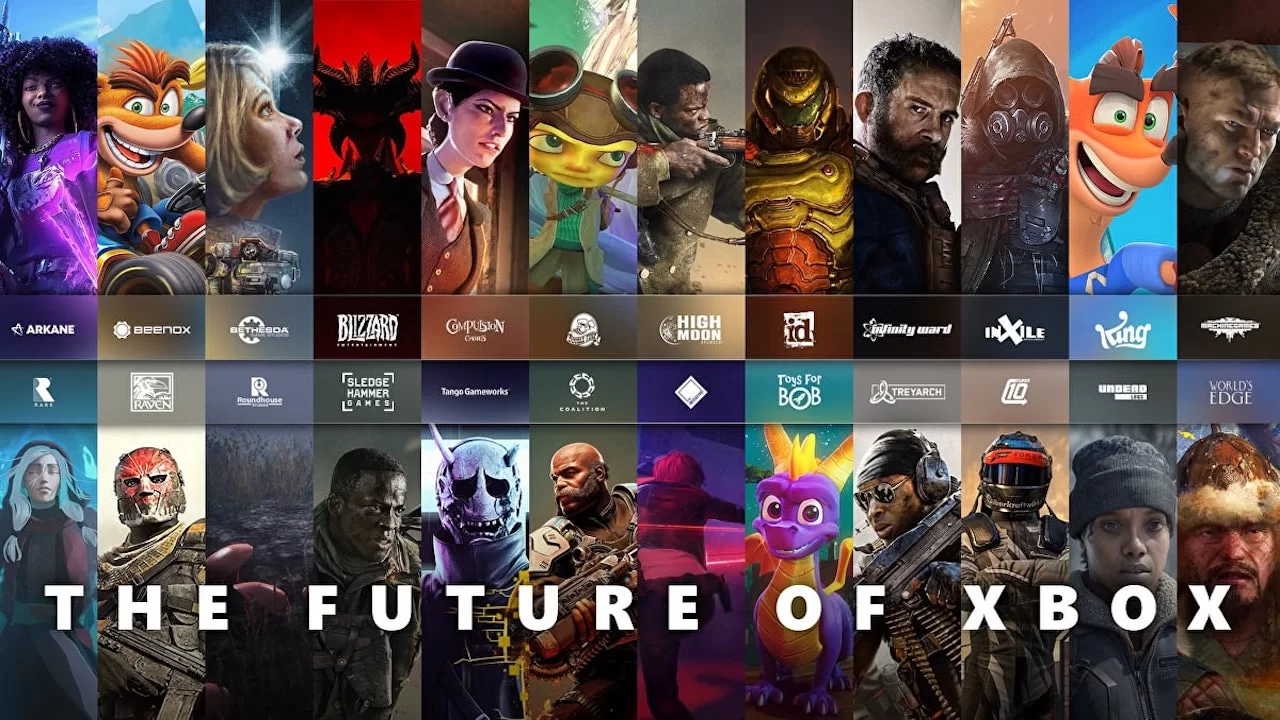 ARKANE
BEENOX
BETHESDA
BLIZZARD
ENTERTAINMENT
COMPULSION
GAMES
HIGH
MOON
STUDIOS
id
infinity ward
INXILE
King
MACHINEGAMES
RARE
RAVEN
Roundhouse
STUDIOS
SLEDGE
HAMMER
GAMES
Tango Gameworks
THE
COALITION
TOYS FOR
BOB
TREYARCH
UNDEAD
LABS
WORLD'S
EDGE
THE FUTURE OF XBOX